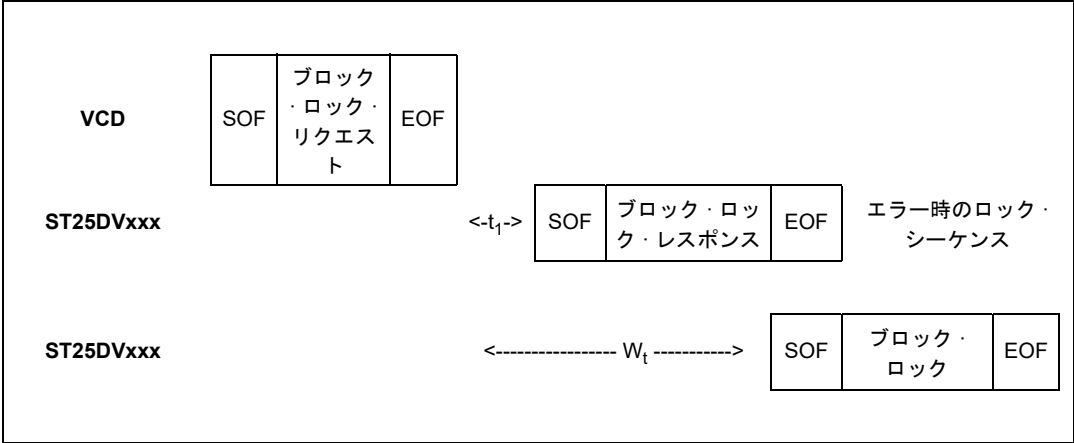 VCD
SOF
ブロック
・ロック・
リクエス
ト
EOF
ST25DVxxx
<-t₁->
SOF
ブロック・ロッ
ク・レスポンス
EOF
エラー時のロック・
シーケンス
ST25DVxxx
<----------------- Wₜ ----------->
SOF
ブロック・
ロック
EOF